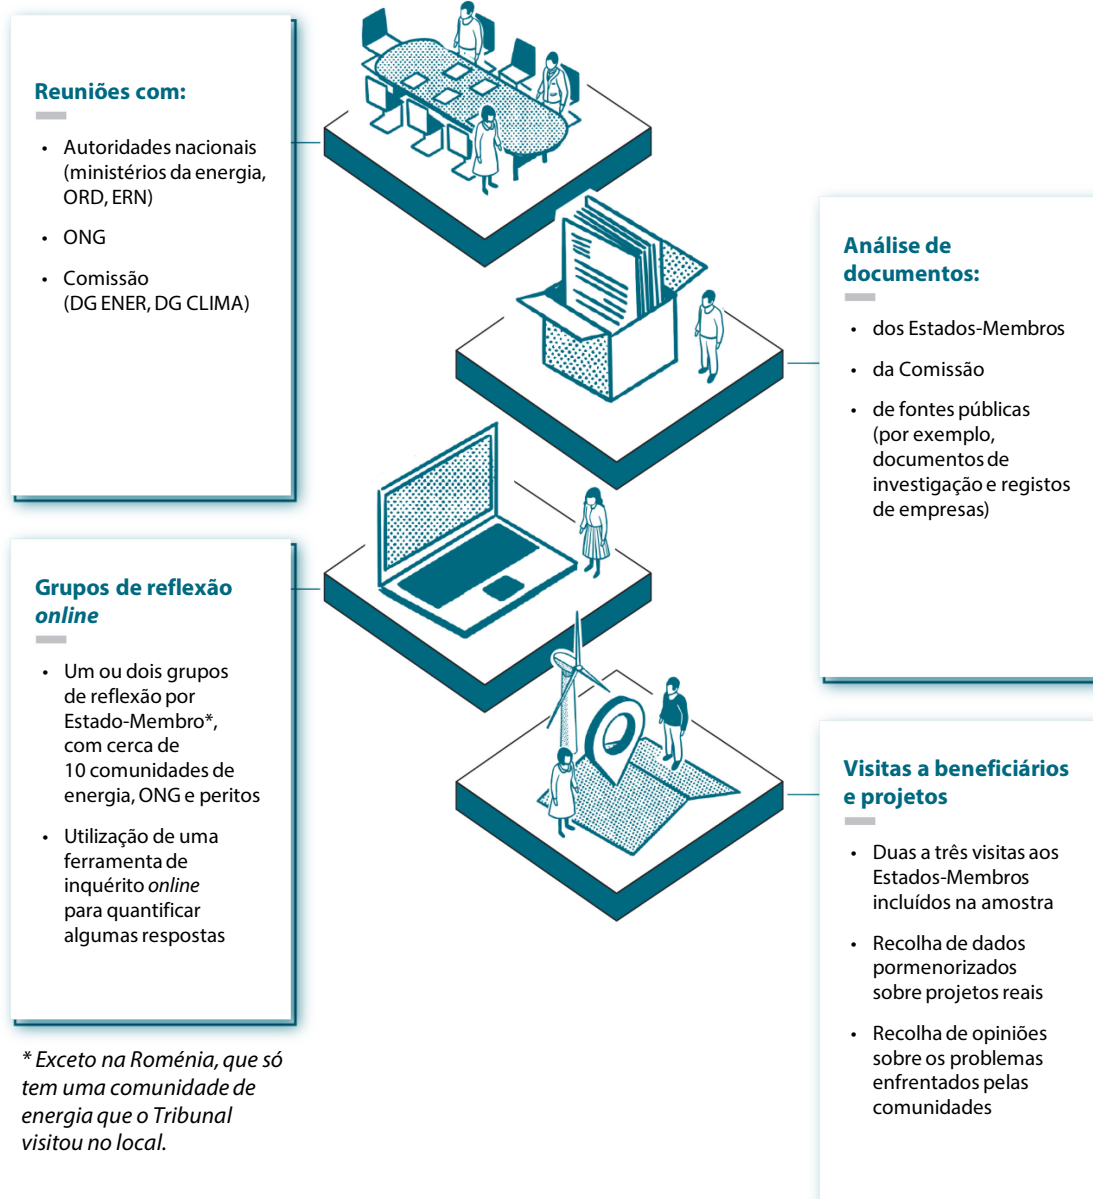 Reuniões com:
• Autoridades nacionais
(ministérios da energia,
ORD, ERN)
• ONG
• Comissão
(DG ENER, DG CLIMA)
Análise de
documentos:
• dos Estados-Membros
• da Comissão
• de fontes públicas
(por exemplo,
documentos de
investigação e registos
de empresas)
Grupos de reflexão
online
• Um ou dois grupos
de reflexão por
Estado-Membro*,
com cerca de
10 comunidades de
energia, ONG e peritos
• Utilização de uma
ferramenta de
inquérito online
para quantificar
algumas respostas
* Exceto na Roménia, que só
tem uma comunidade de
energia que o Tribunal
visitou no local.
Visitas a beneficiários
e projetos
• Duas a três visitas aos
Estados-Membros
incluídos na amostra
• Recolha de dados
pormenorizados
sobre projetos reais
• Recolha de opiniões
sobre os problemas
enfrentados pelas
comunidades